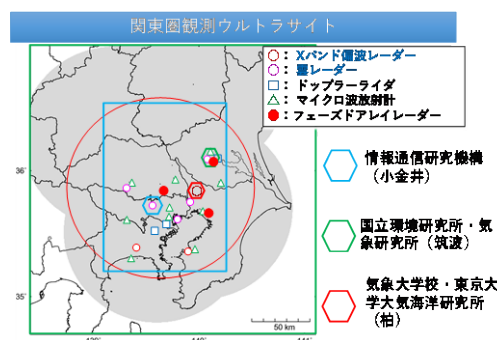 関東圏観測ウルトラサイト
：Xバンド偏波レーダー
：雲レーダー
：ドップラーライダ
：マイクロ波放射計
：フェーズドアレイレーダー
36°
35°
139°
140°
141°
50 km
情報通信研究機構
（小金井）
国立環境研究所・気
象研究所（筑波）
気象大学校・東京大
学大気海洋研究所
（柏）